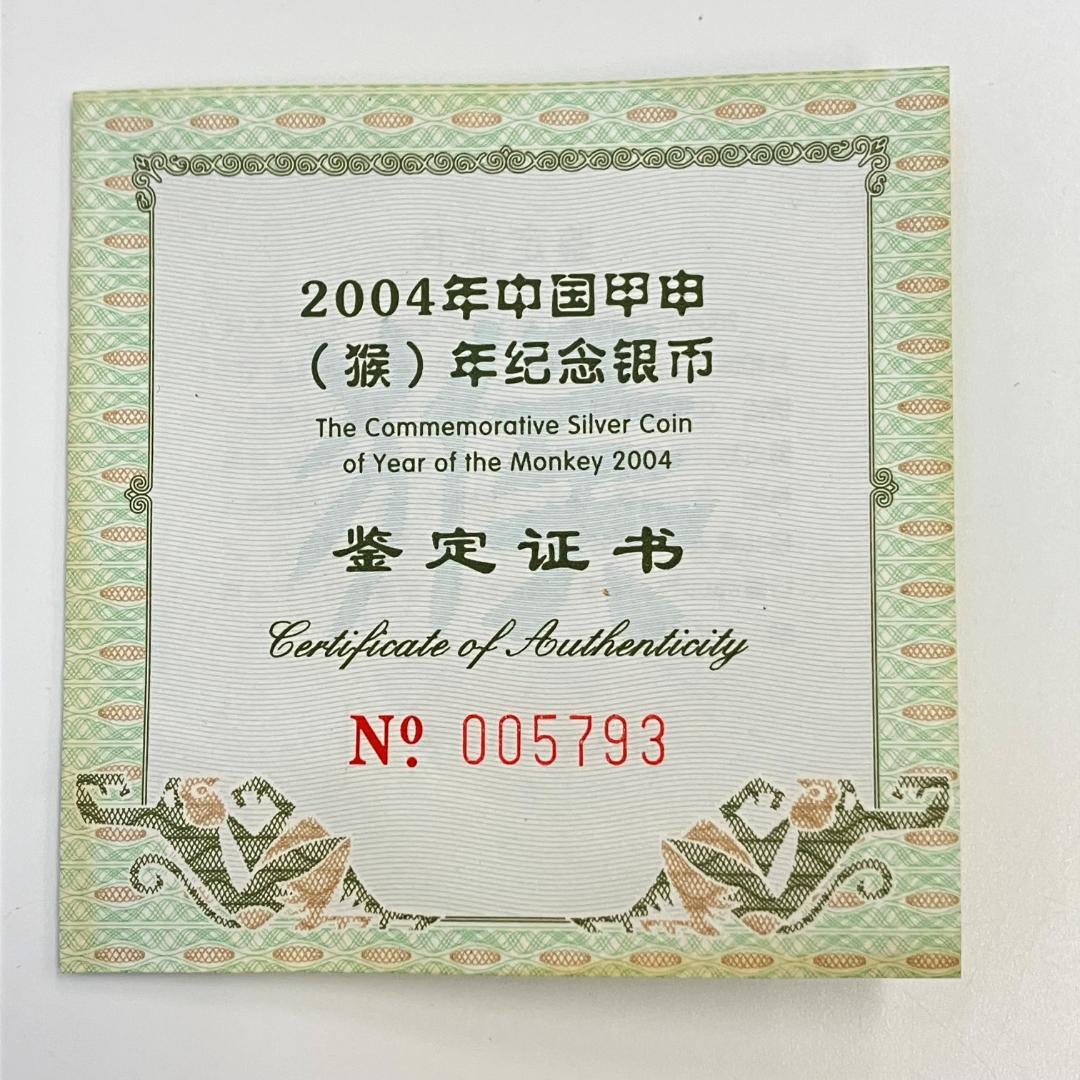 2004年中国甲申
（猴）年纪念银币
The Commemorative Silver Coin
of Year of the Monkey 2004
鉴定证书
Certificate of Authenticity
Nº. 005793